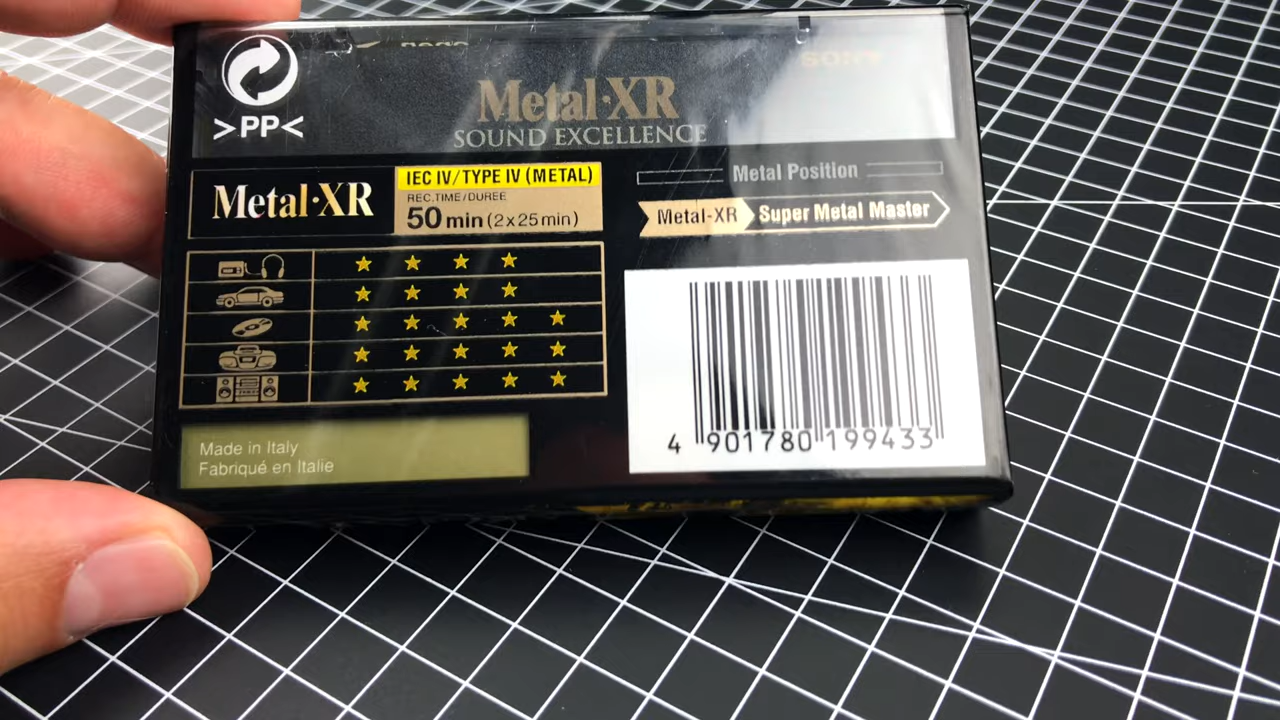 SONY
Metal·XR
SOUND EXCELLENCE
>PP<
Metal·XR
IEC IV/TYPE IV (METAL)
REC.TIME/DUREE
50 min (2x25min)
Metal Position
Metal-XR
Super Metal Master
4 901780 199433
Made in Italy
Fabriqué en Italie